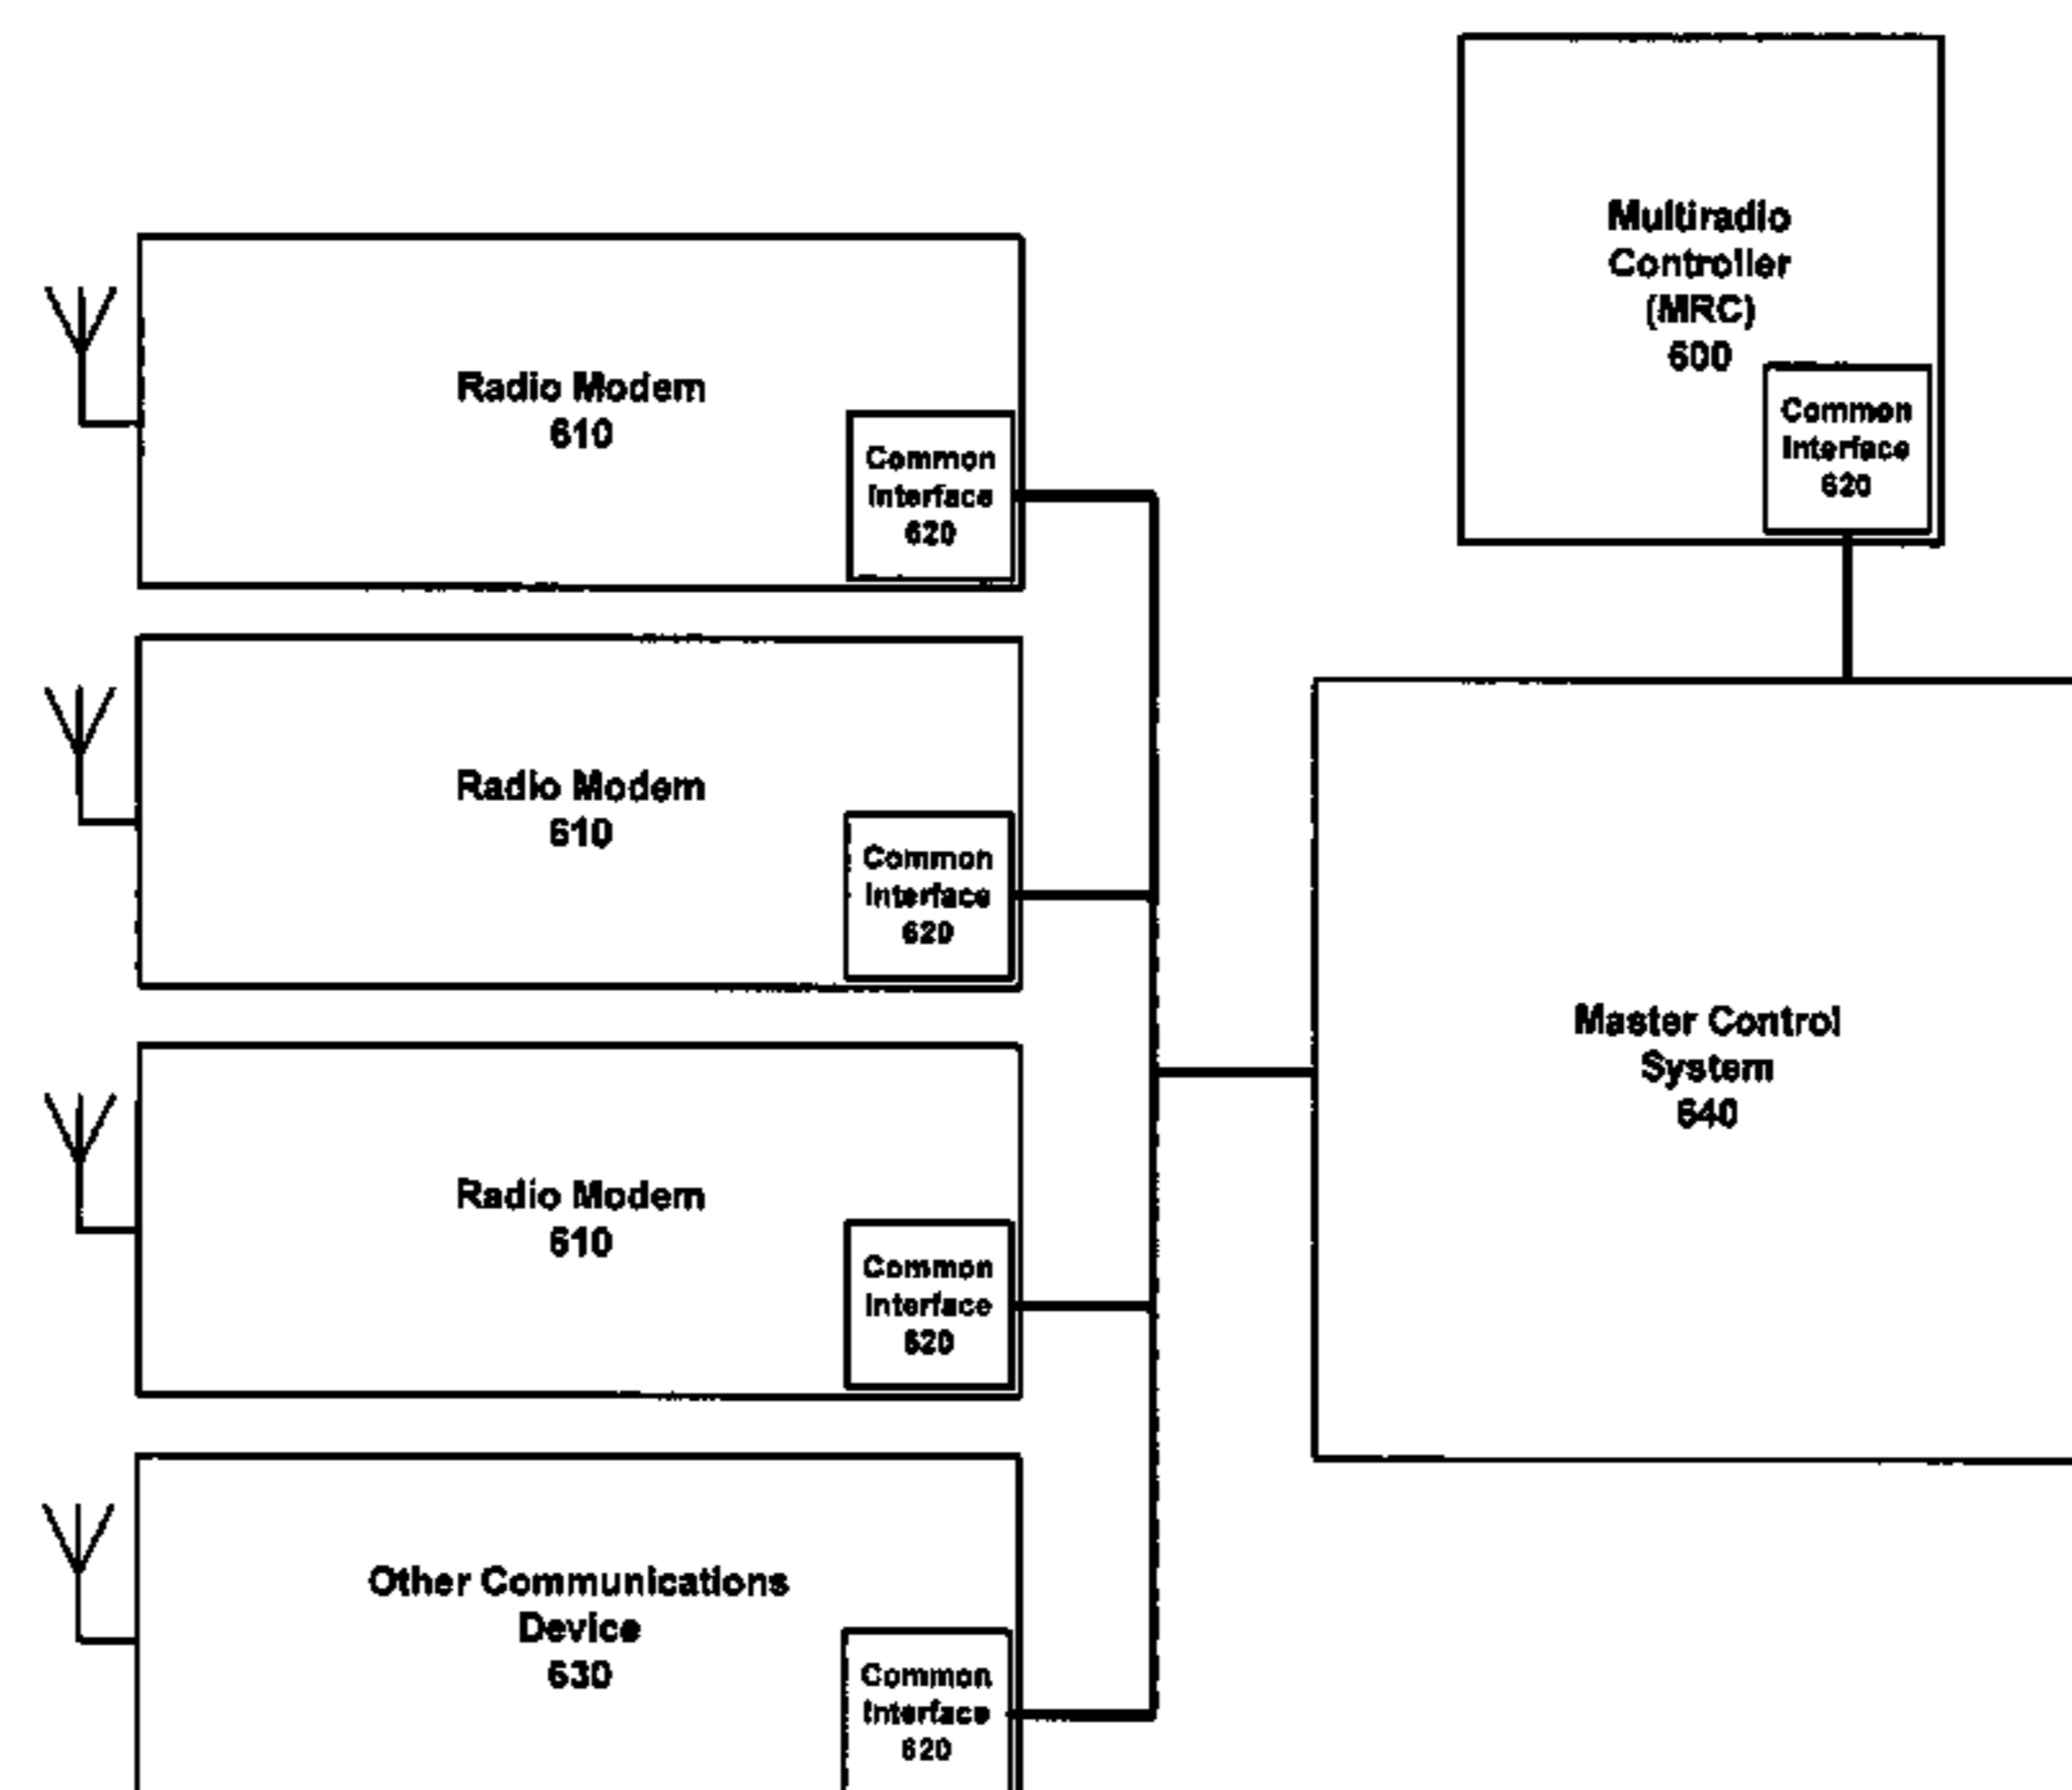 Multiradio
Controller
(MRC)
600
Common
Interface
620
Radio Modem
610
Common
Interface
620
Radio Modem
610
Common
Interface
620
Master Control
System
640
Radio Modem
610
Common
Interface
620
Other Communications
Device
630
Common
Interface
620